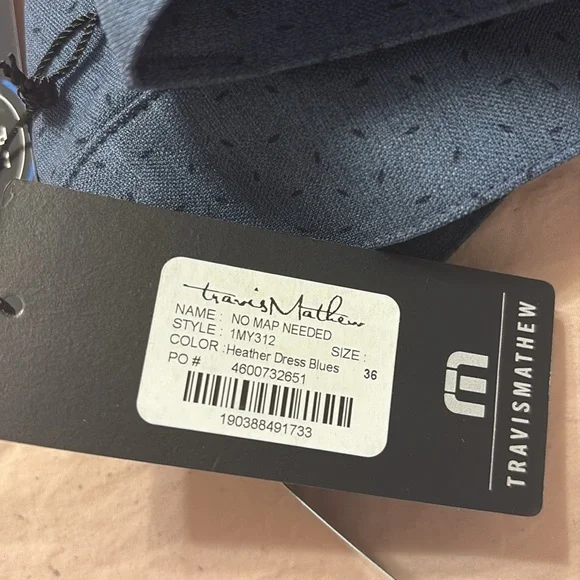 travisMathew
NAME: NO MAP NEEDED
STYLE: 1MY312 SIZE:
COLOR: Heather Dress Blues 36
PO # 4600732651
190388491733
TRAVISMATHEW